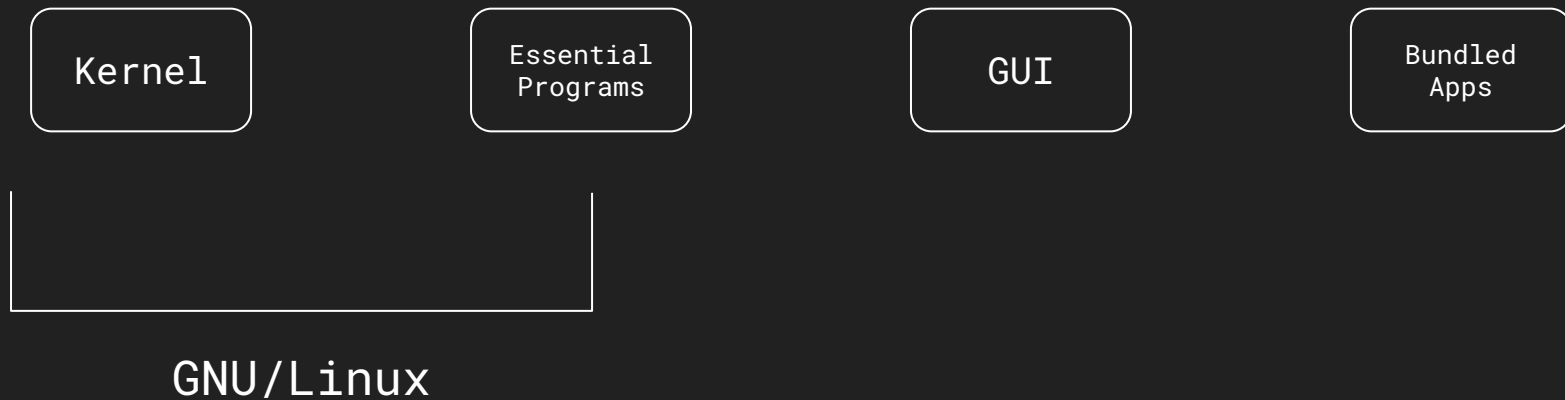 Kernel
Essential
Programs
GUI
Bundled
Apps
GNU/Linux